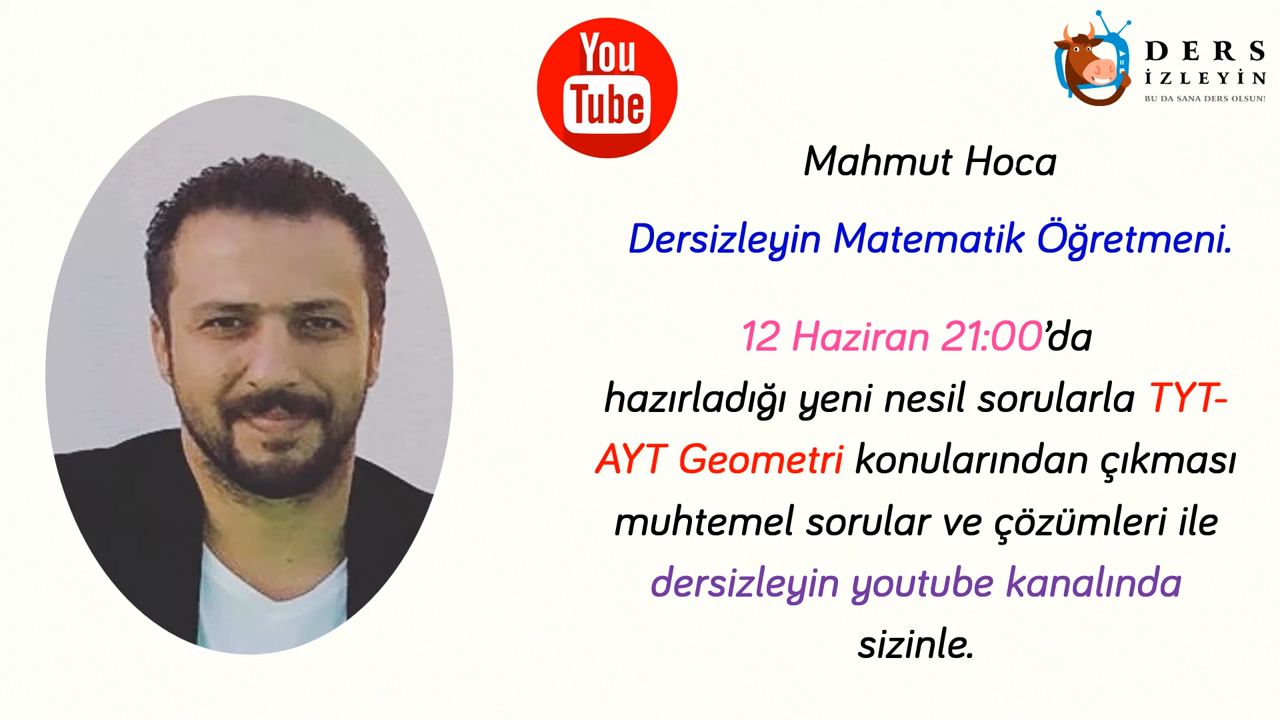 You
Tube
DERS
İZLEYİN
BU DA SANA DERS OLSUN!
Mahmut Hoca
Dersizleyin Matematik Öğretmeni.
12 Haziran 21:00’da
hazırladığı yeni nesil sorularla TYT-
AYT Geometri konularından çıkması
muhtemel sorular ve çözümleri ile
dersizleyin youtube kanalında
sizinle.